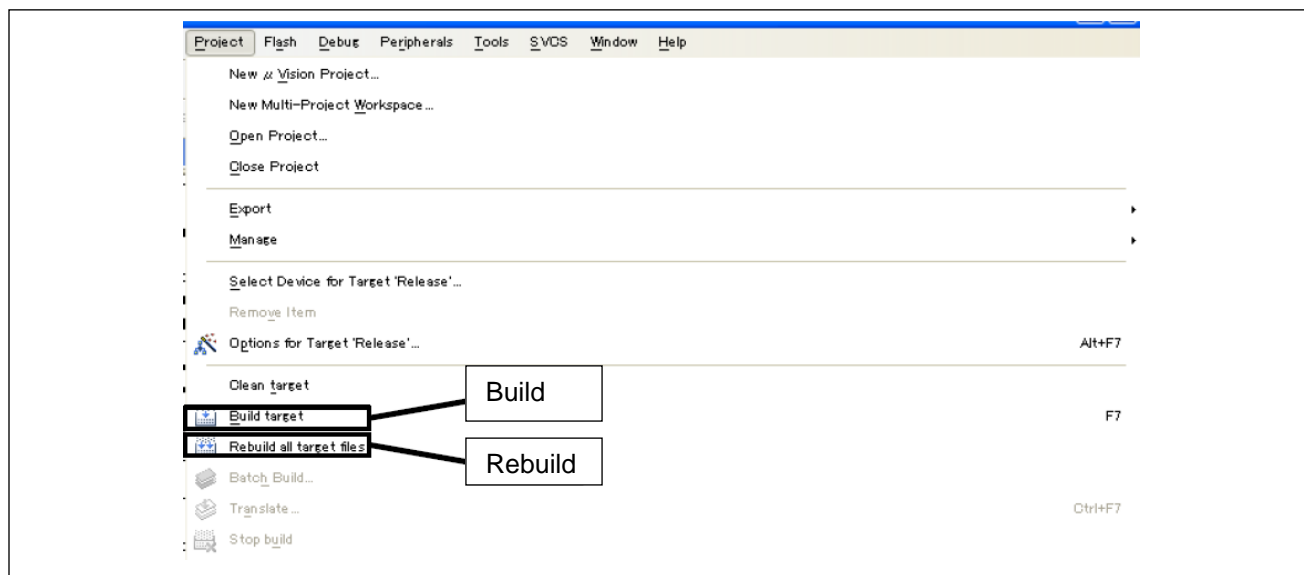 Project Flash Debug Peripherals Tools SVCS Window Help
New μ Vision Project...
New Multi-Project Workspace...
Open Project...
Close Project
Export
Manage
Select Device for Target 'Release'...
Remove Item
Options for Target 'Release'... Alt+F7
Clean target
Build
Build target F7
Rebuild all target files
Rebuild
Batch Build...
Translate... Ctrl+F7
Stop build